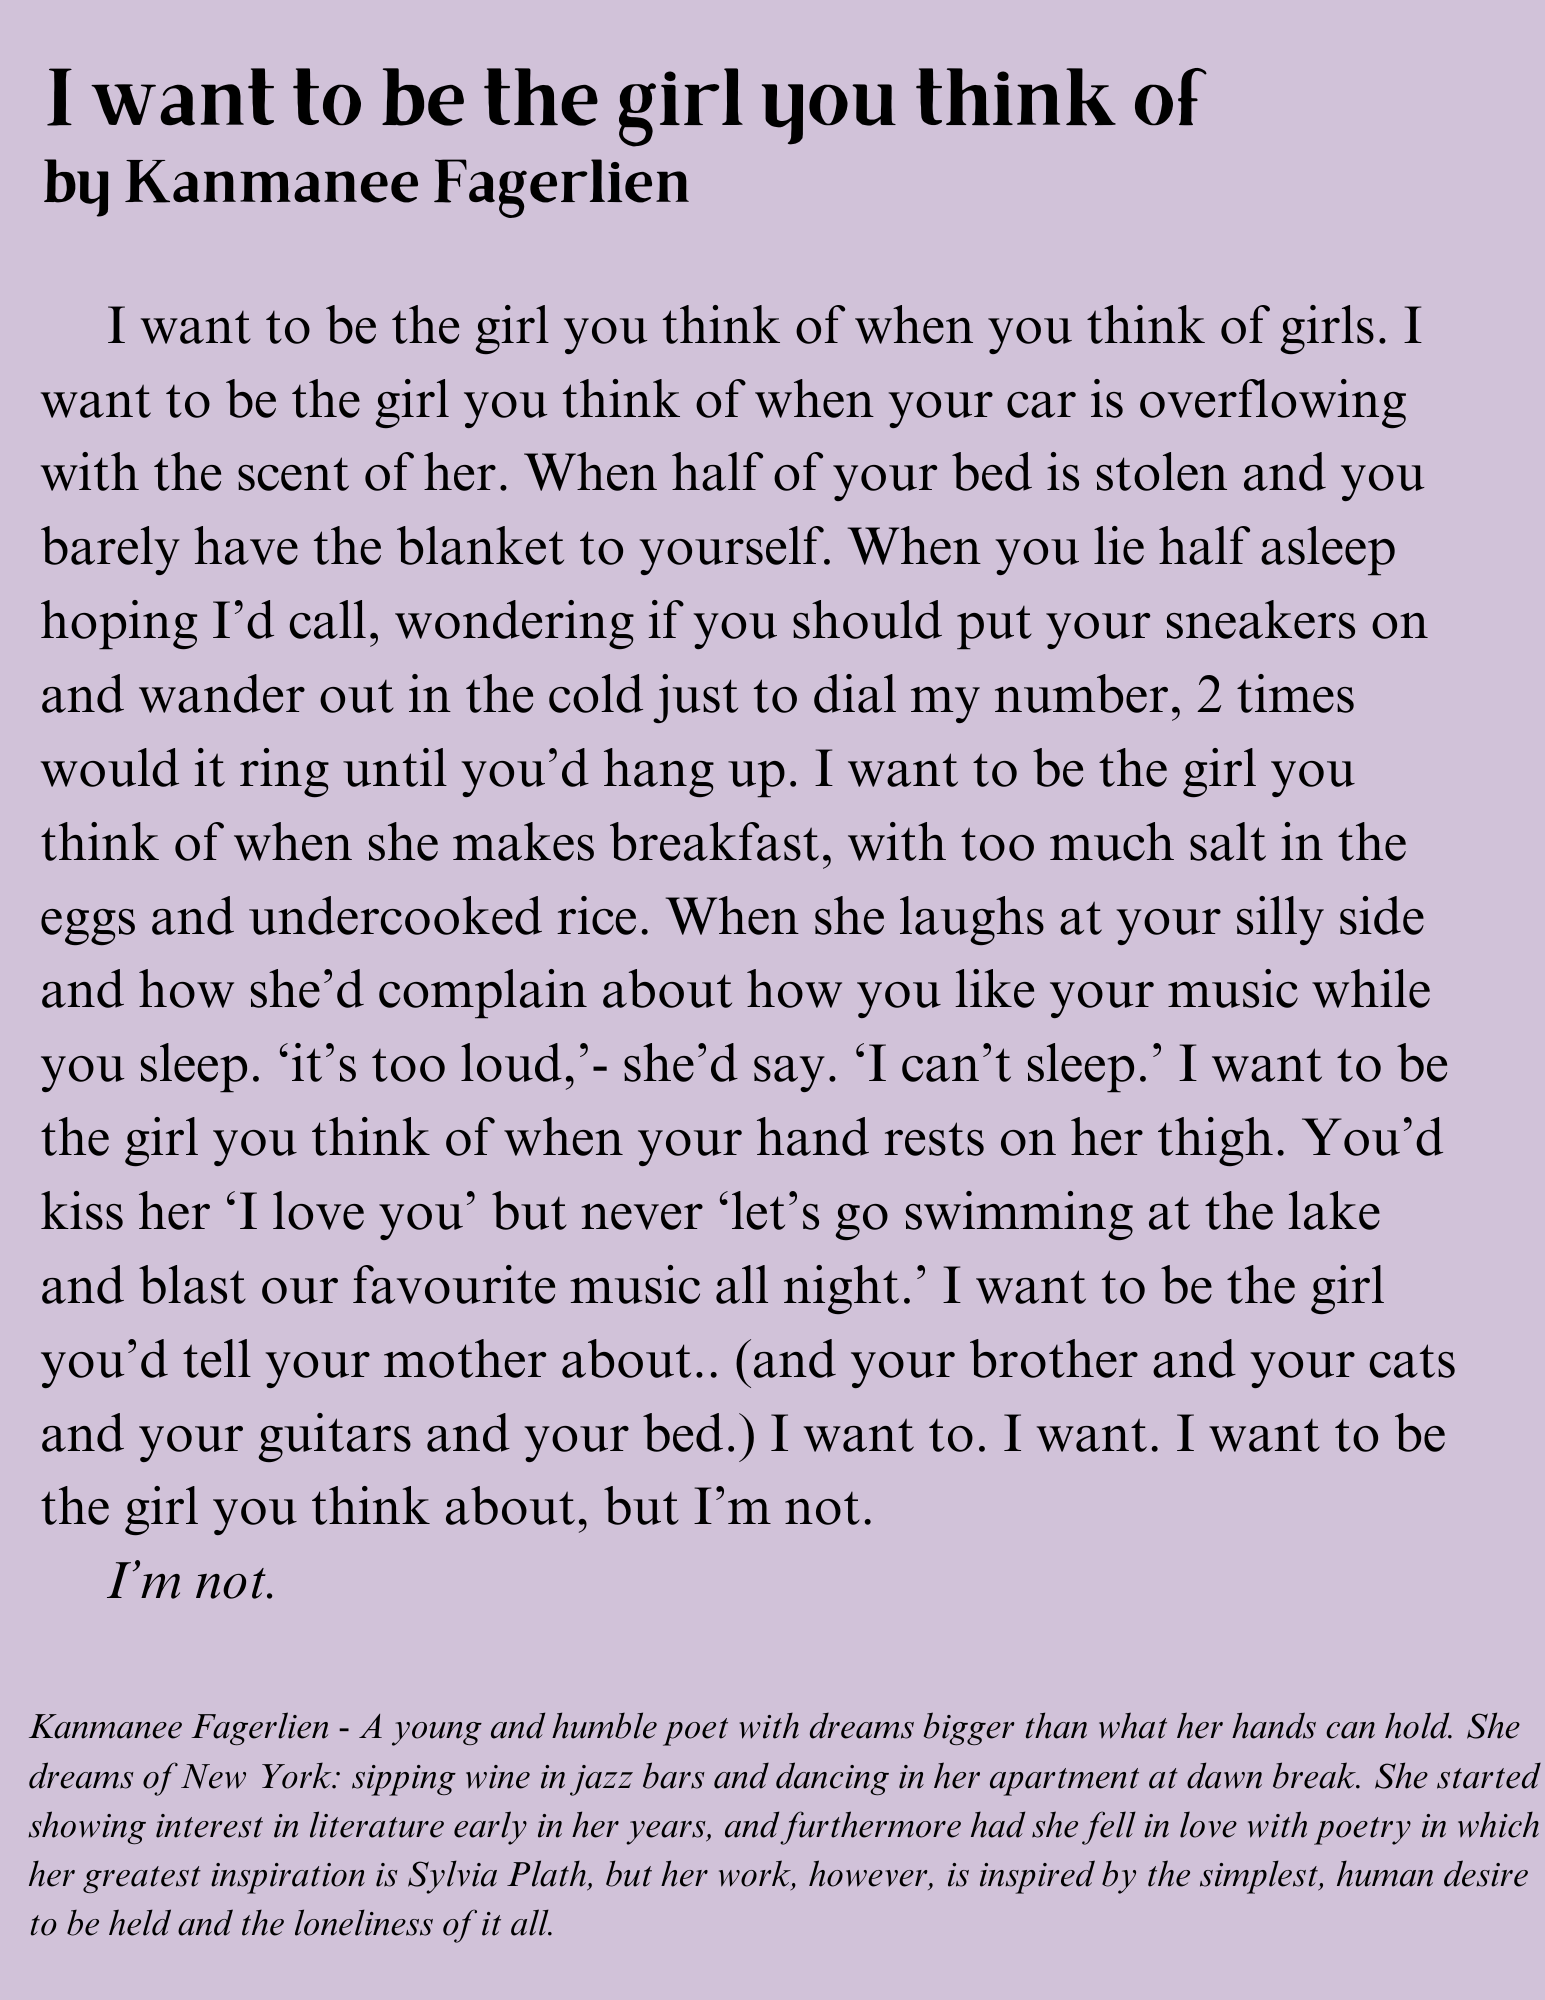 I want to be the girl you think of
by Kanmanee Fagerlien
I want to be the girl you think of when you think of girls. I
want to be the girl you think of when your car is overflowing
with the scent of her. When half of your bed is stolen and you
barely have the blanket to yourself. When you lie half asleep
hoping I’d call, wondering if you should put your sneakers on
and wander out in the cold just to dial my number, 2 times
would it ring until you’d hang up. I want to be the girl you
think of when she makes breakfast, with too much salt in the
eggs and undercooked rice. When she laughs at your silly side
and how she’d complain about how you like your music while
you sleep. ‘it’s too loud,’- she’d say. ‘I can’t sleep.’ I want to be
the girl you think of when your hand rests on her thigh. You’d
kiss her ‘I love you’ but never ‘let’s go swimming at the lake
and blast our favourite music all night.’ I want to be the girl
you’d tell your mother about.. (and your brother and your cats
and your guitars and your bed.) I want to. I want. I want to be
the girl you think about, but I’m not.
I’m not.
Kanmanee Fagerlien - A young and humble poet with dreams bigger than what her hands can hold. She
dreams of New York: sipping wine in jazz bars and dancing in her apartment at dawn break. She started
showing interest in literature early in her years, and furthermore had she fell in love with poetry in which
her greatest inspiration is Sylvia Plath, but her work, however, is inspired by the simplest, human desire
to be held and the loneliness of it all.